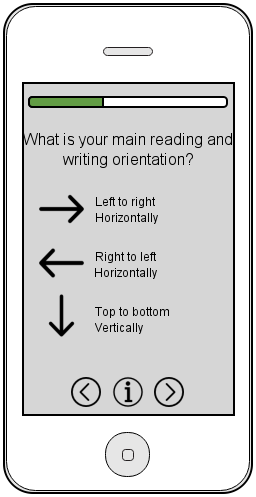 What is your main reading and
writing orientation?
Left to right
Horizontally
Right to left
Horizontally
Top to bottom
Vertically
i